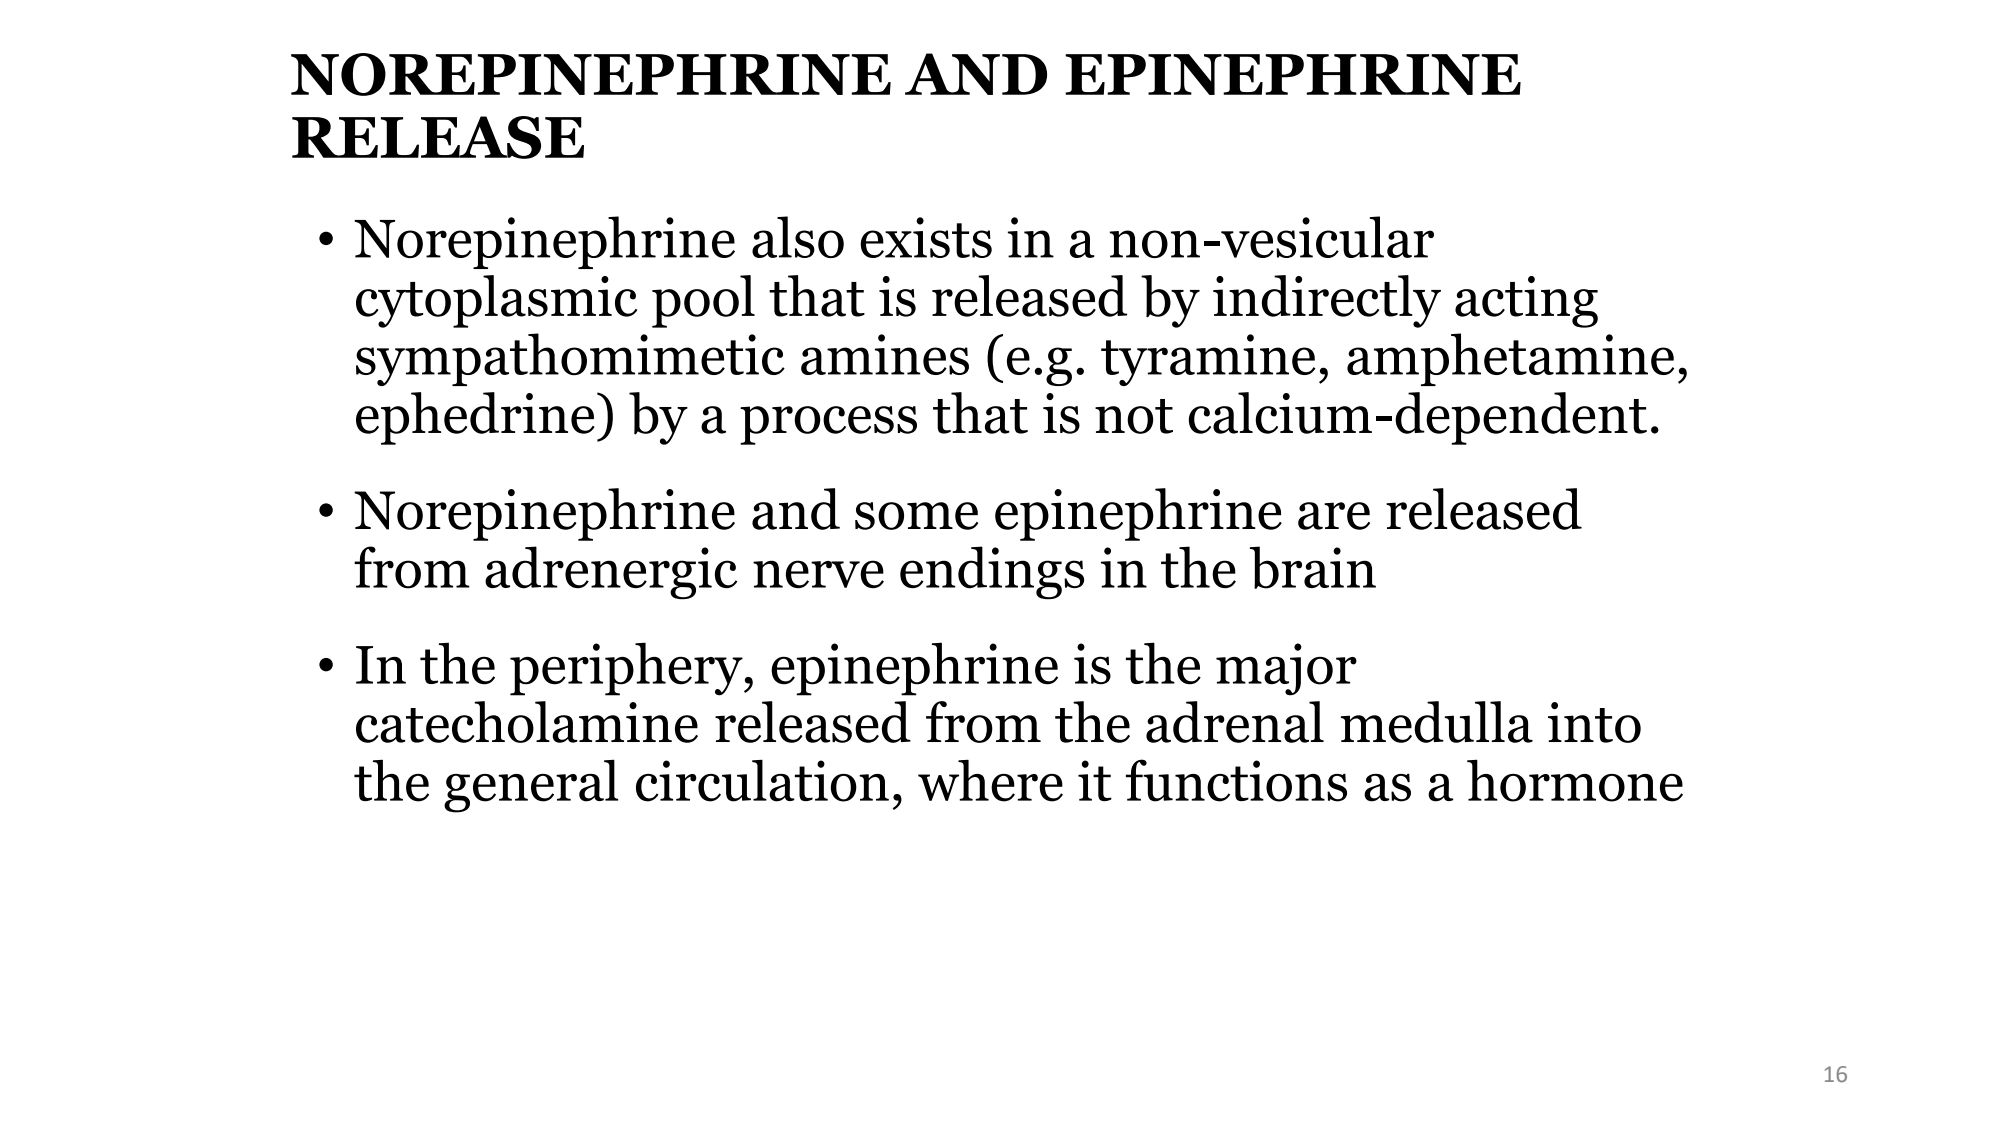 NOREPINEPHRINE AND EPINEPHRINE
RELEASE
• Norepinephrine also exists in a non-vesicular
cytoplasmic pool that is released by indirectly acting
sympathomimetic amines (e.g. tyramine, amphetamine,
ephedrine) by a process that is not calcium-dependent.
• Norepinephrine and some epinephrine are released
from adrenergic nerve endings in the brain
• In the periphery, epinephrine is the major
catecholamine released from the adrenal medulla into
the general circulation, where it functions as a hormone
16